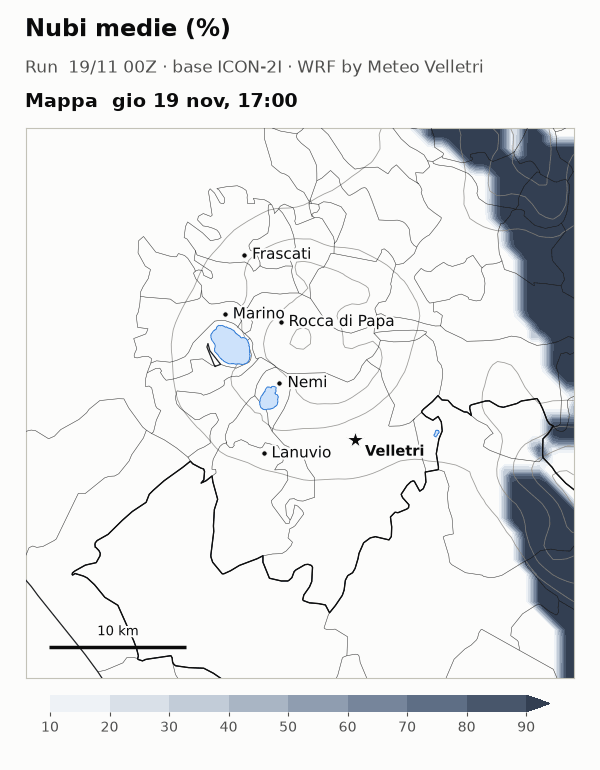 Nubi medie (%)
Run  19/11 00Z · base ICON-2I · WRF by Meteo Velletri
Mappa  gio 19 nov, 17:00
Frascati
Marino
Rocca di Papa
Nemi
Lanuvio
Velletri
10 km
10 20 30 40 50 60 70 80 90